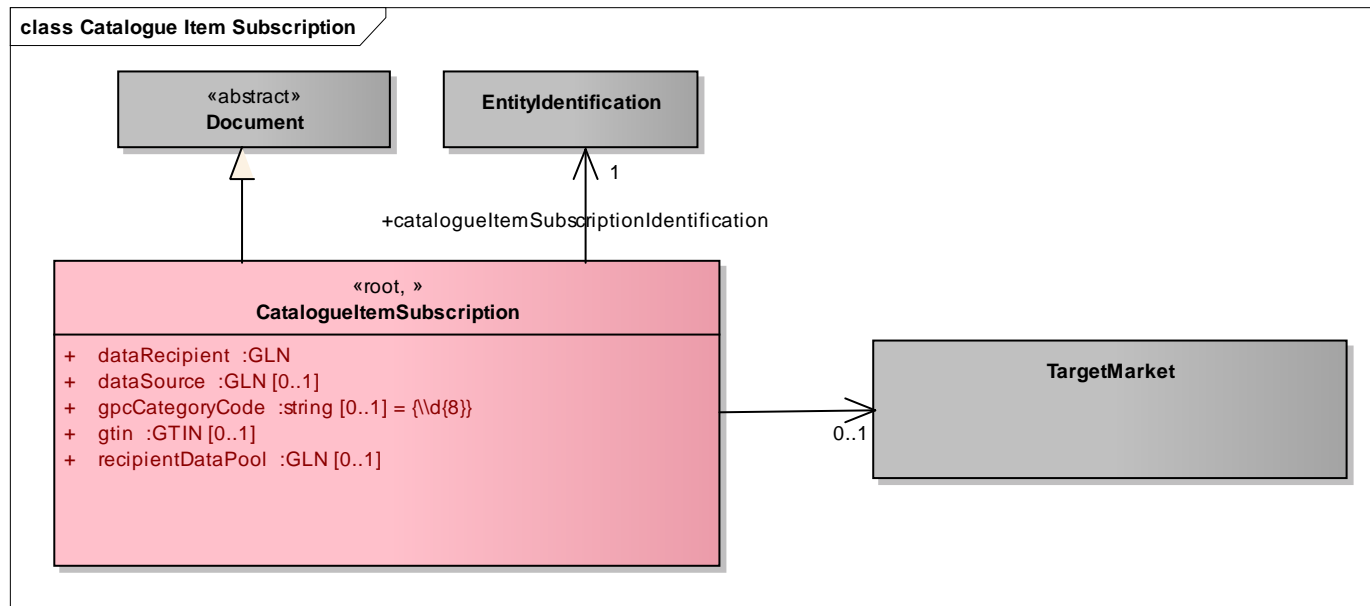 class Catalogue Item Subscription
«abstract»
Document
EntityIdentification
1
+catalogueItemSubscriptionIdentification
«root, »
CatalogueItemSubscription
+ dataRecipient :GLN
+ dataSource :GLN [0..1]
+ gpcCategoryCode :string [0..1] = {\\d{8}}
+ gtin :GTIN [0..1]
+ recipientDataPool :GLN [0..1]
TargetMarket
0..1